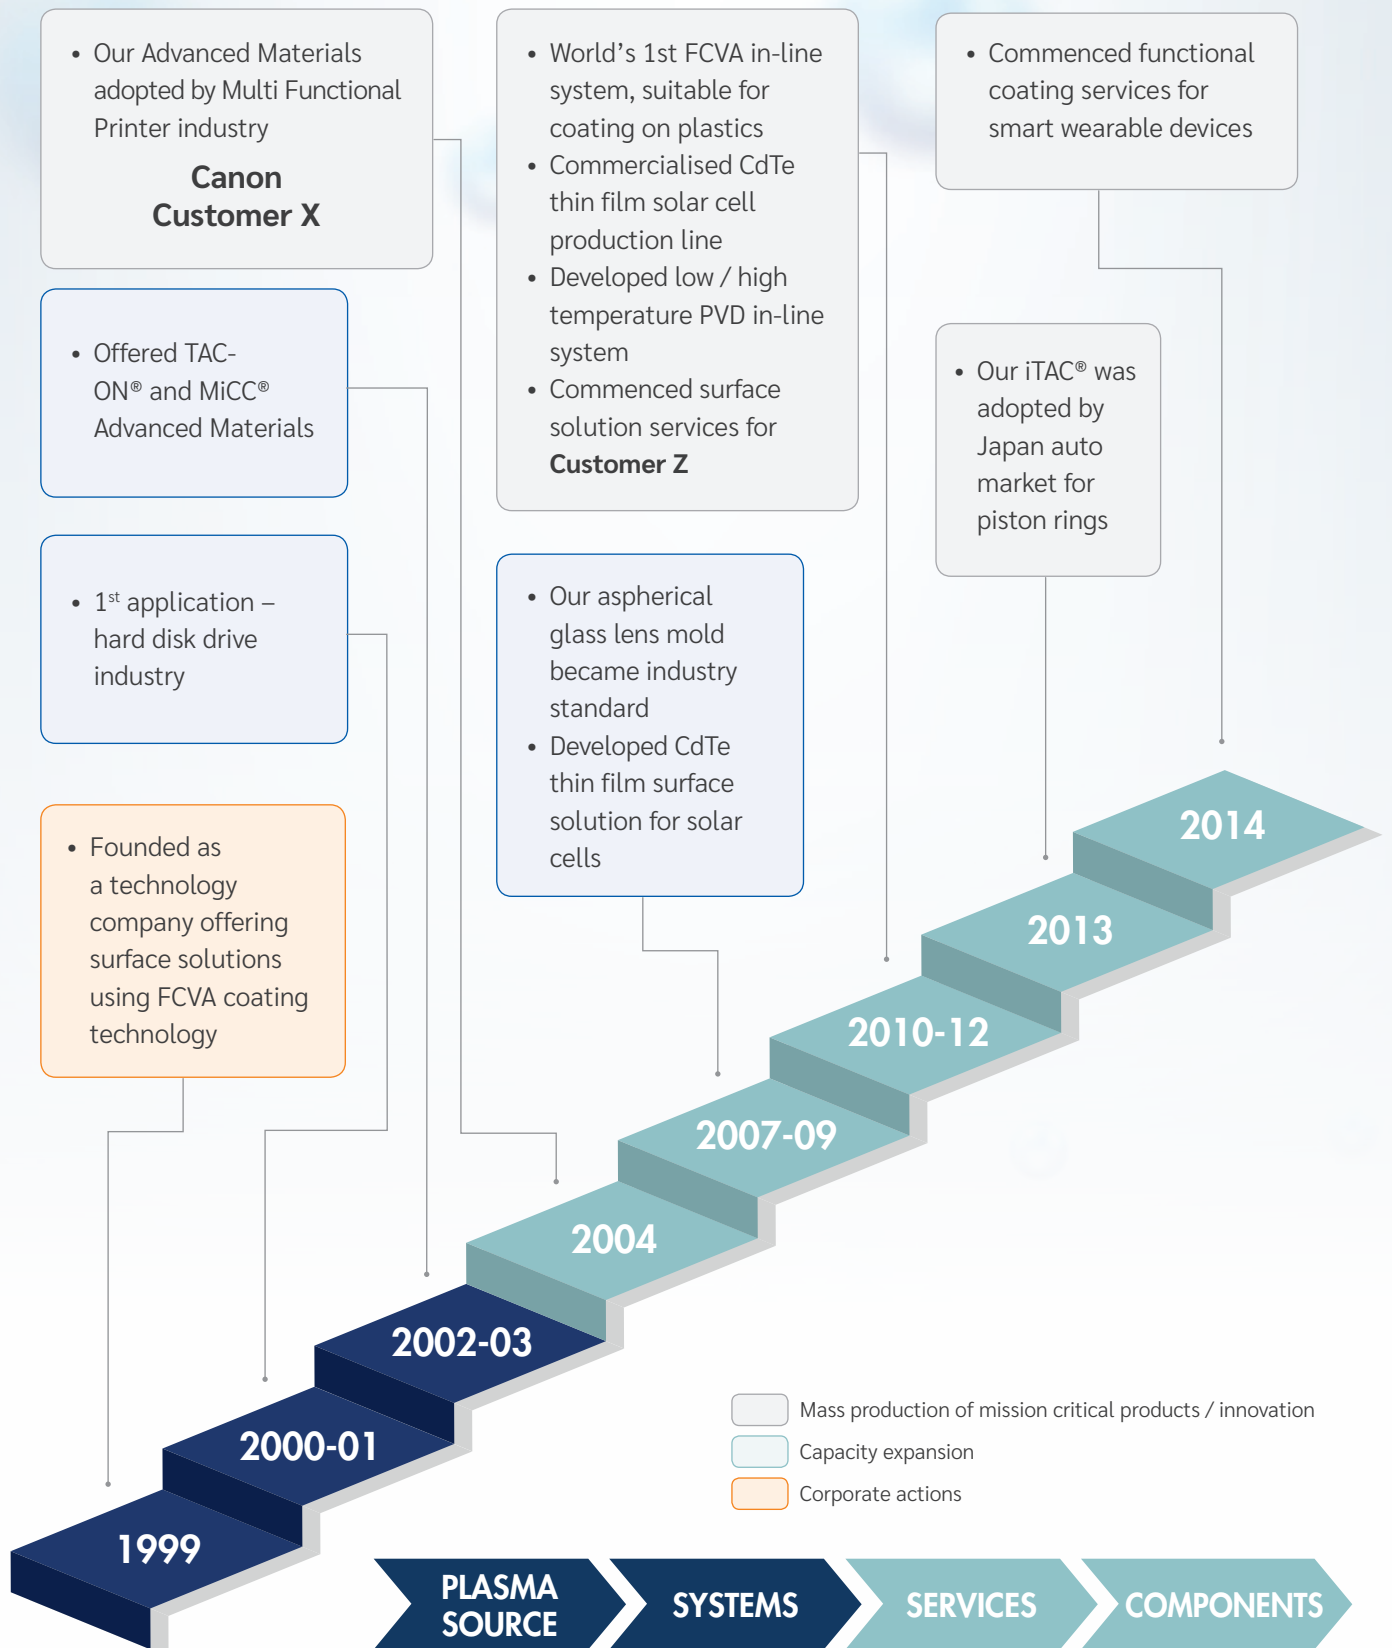 • Our Advanced Materials
adopted by Multi Functional
Printer industry
Canon
Customer X
• Offered TAC-
ON® and MiCC®
Advanced Materials
• 1st application –
hard disk drive
industry
• Founded as
a technology
company offering
surface solutions
using FCVA coating
technology
• World’s 1st FCVA in-line
system, suitable for
coating on plastics
• Commercialised CdTe
thin film solar cell
production line
• Developed low / high
temperature PVD in-line
system
• Commenced surface
solution services for
Customer Z
• Our aspherical
glass lens mold
became industry
standard
• Developed CdTe
thin film surface
solution for solar
cells
• Commenced functional
coating services for
smart wearable devices
• Our iTAC® was
adopted by
Japan auto
market for
piston rings
2014
2013
2010-12
2007-09
2004
2002-03
2000-01
1999
Mass production of mission critical products / innovation
Capacity expansion
Corporate actions
PLASMA
SOURCE
SYSTEMS
SERVICES
COMPONENTS